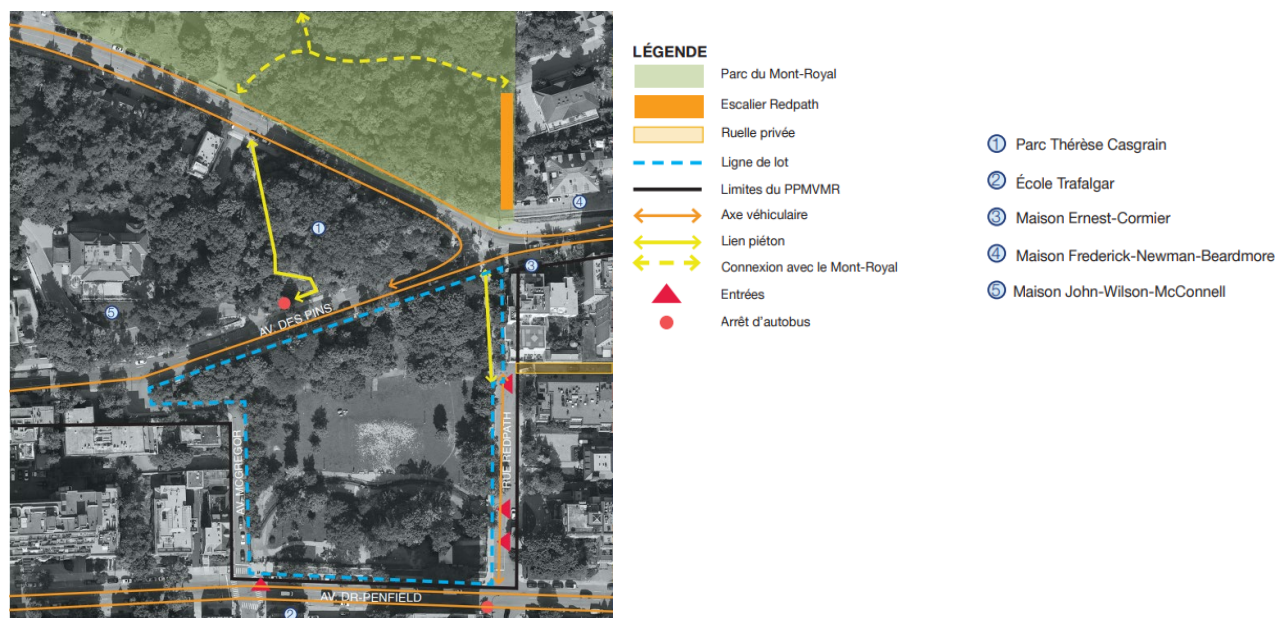 LÉGENDE
Parc du Mont-Royal
Escalier Redpath
Ruelle privée
Ligne de lot
Limites du PPMVMR
Axe véhiculaire
Lien piéton
Connexion avec le Mont-Royal
Entrées
Arrêt d'autobus
1 Parc Thérèse Casgrain
2 École Trafalgar
3 Maison Ernest-Cormier
4 Maison Frederick-Newman-Beardmore
5 Maison John-Wilson-McConnell
4
1
3
5
AV. DES PINS
AV. MCGREGOR
RUE REDPATH
AV. DR-PENFIELD
2